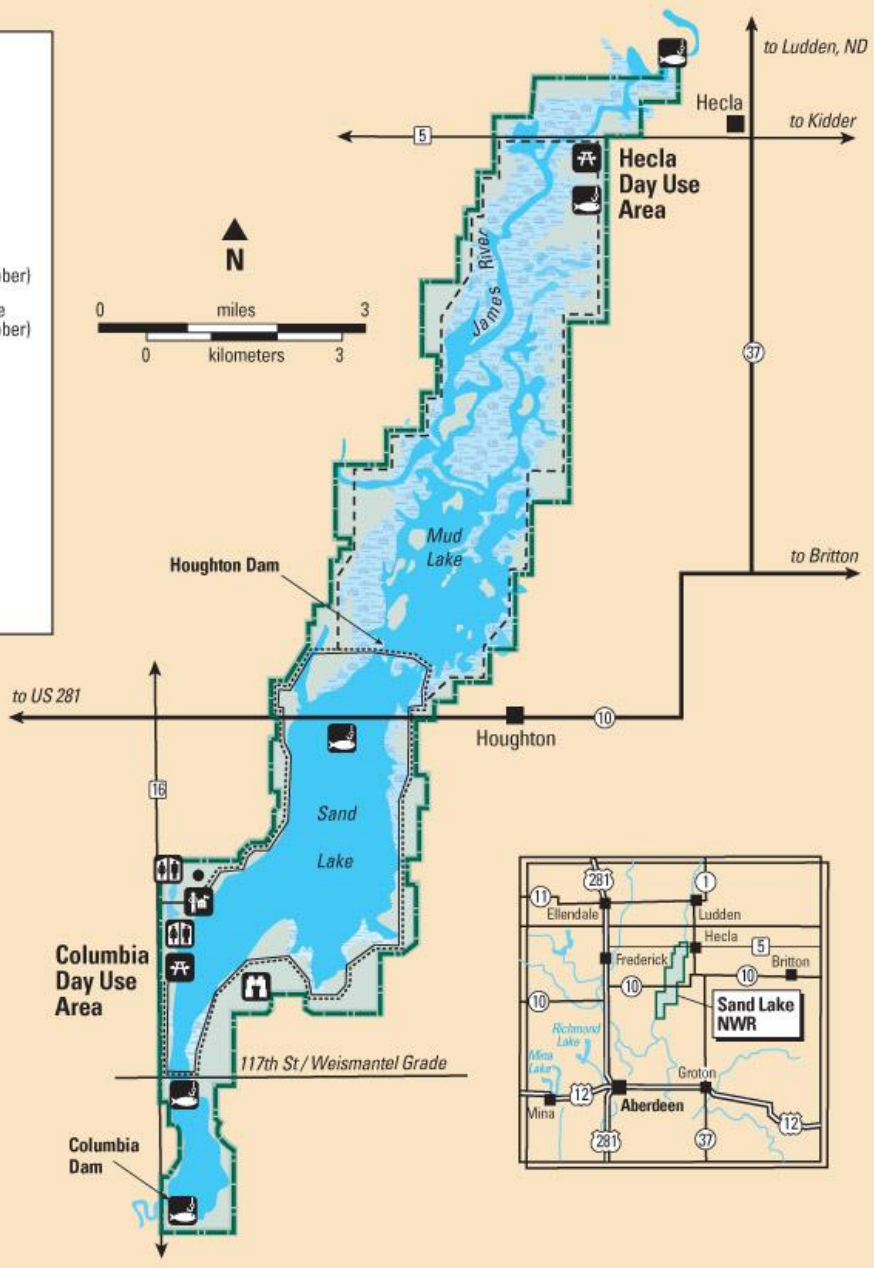 to Ludden, ND
Hecla
to Kidder
5
Hecla
Day Use
Area
N
0 miles 3
0 kilometers 3
James River
37
Mud
Lake
Houghton Dam
to Britton
to US 281
10
Houghton
16
Sand
Lake
Columbia
Day Use
Area
117th St / Weismantel Grade
Columbia
Dam
281
1
11
Ellendale
Ludden
Hecla
5
Frederick
Britton
10
10
10
Sand Lake
NWR
Richmond
Lake
Mina
Lake
Groton
12
Aberdeen
Mina
12
281
37